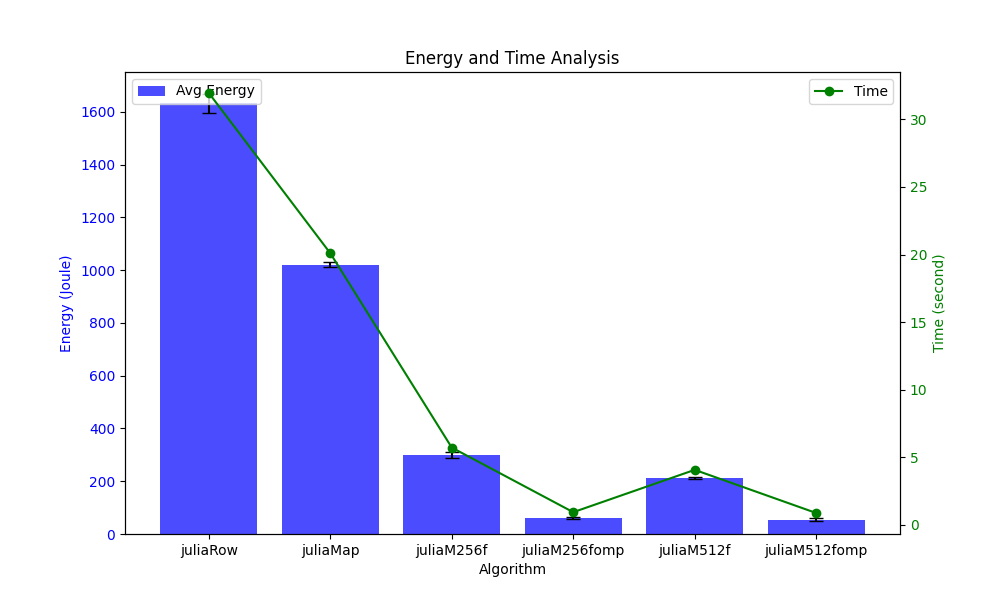 Energy and Time Analysis
Avg Energy
Time
1600
1400
1200
1000
800
600
400
200
0
Energy (Joule)
30
25
20
15
10
5
0
Time (second)
juliaRow
juliaMap
juliaM256f
juliaM256fomp
juliaM512f
juliaM512fomp
Algorithm